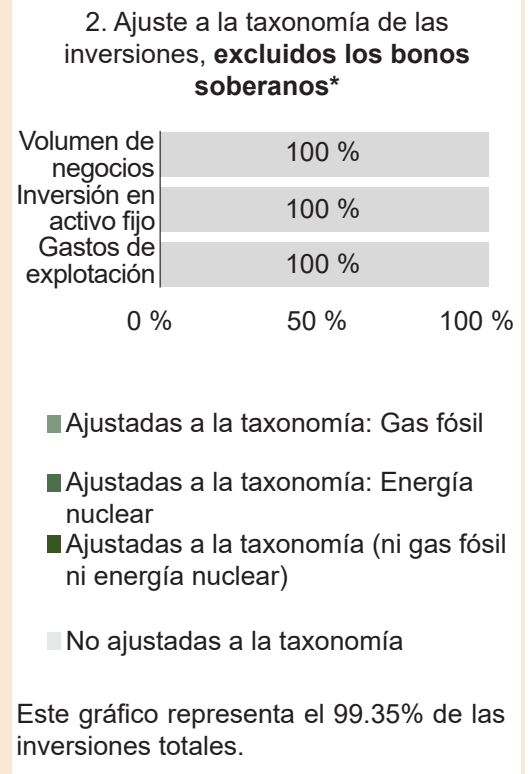 2. Ajuste a la taxonomía de las
inversiones, excluidos los bonos
soberanos*
Volumen de
negocios
100 %
Inversión en
activo fijo
100 %
Gastos de
explotación
100 %
0 % 50 % 100 %
Ajustadas a la taxonomía: Gas fósil
Ajustadas a la taxonomía: Energía
nuclear
Ajustadas a la taxonomía (ni gas fósil
ni energía nuclear)
No ajustadas a la taxonomía
Este gráfico representa el 99.35% de las
inversiones totales.